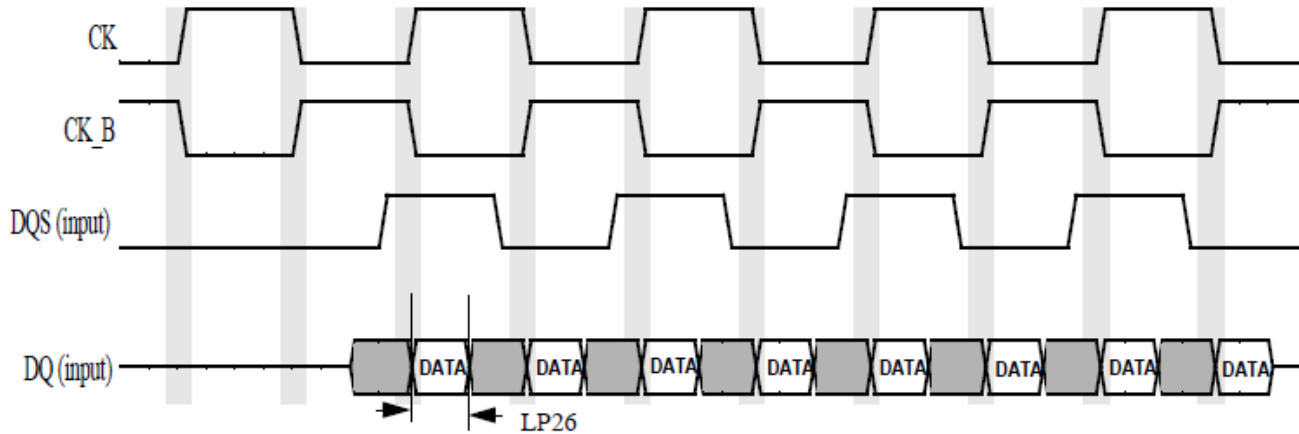 CK
CK_B
DQS (input)
DQ (input)
DATA DATA DATA DATA DATA DATA DATA DATA
LP26